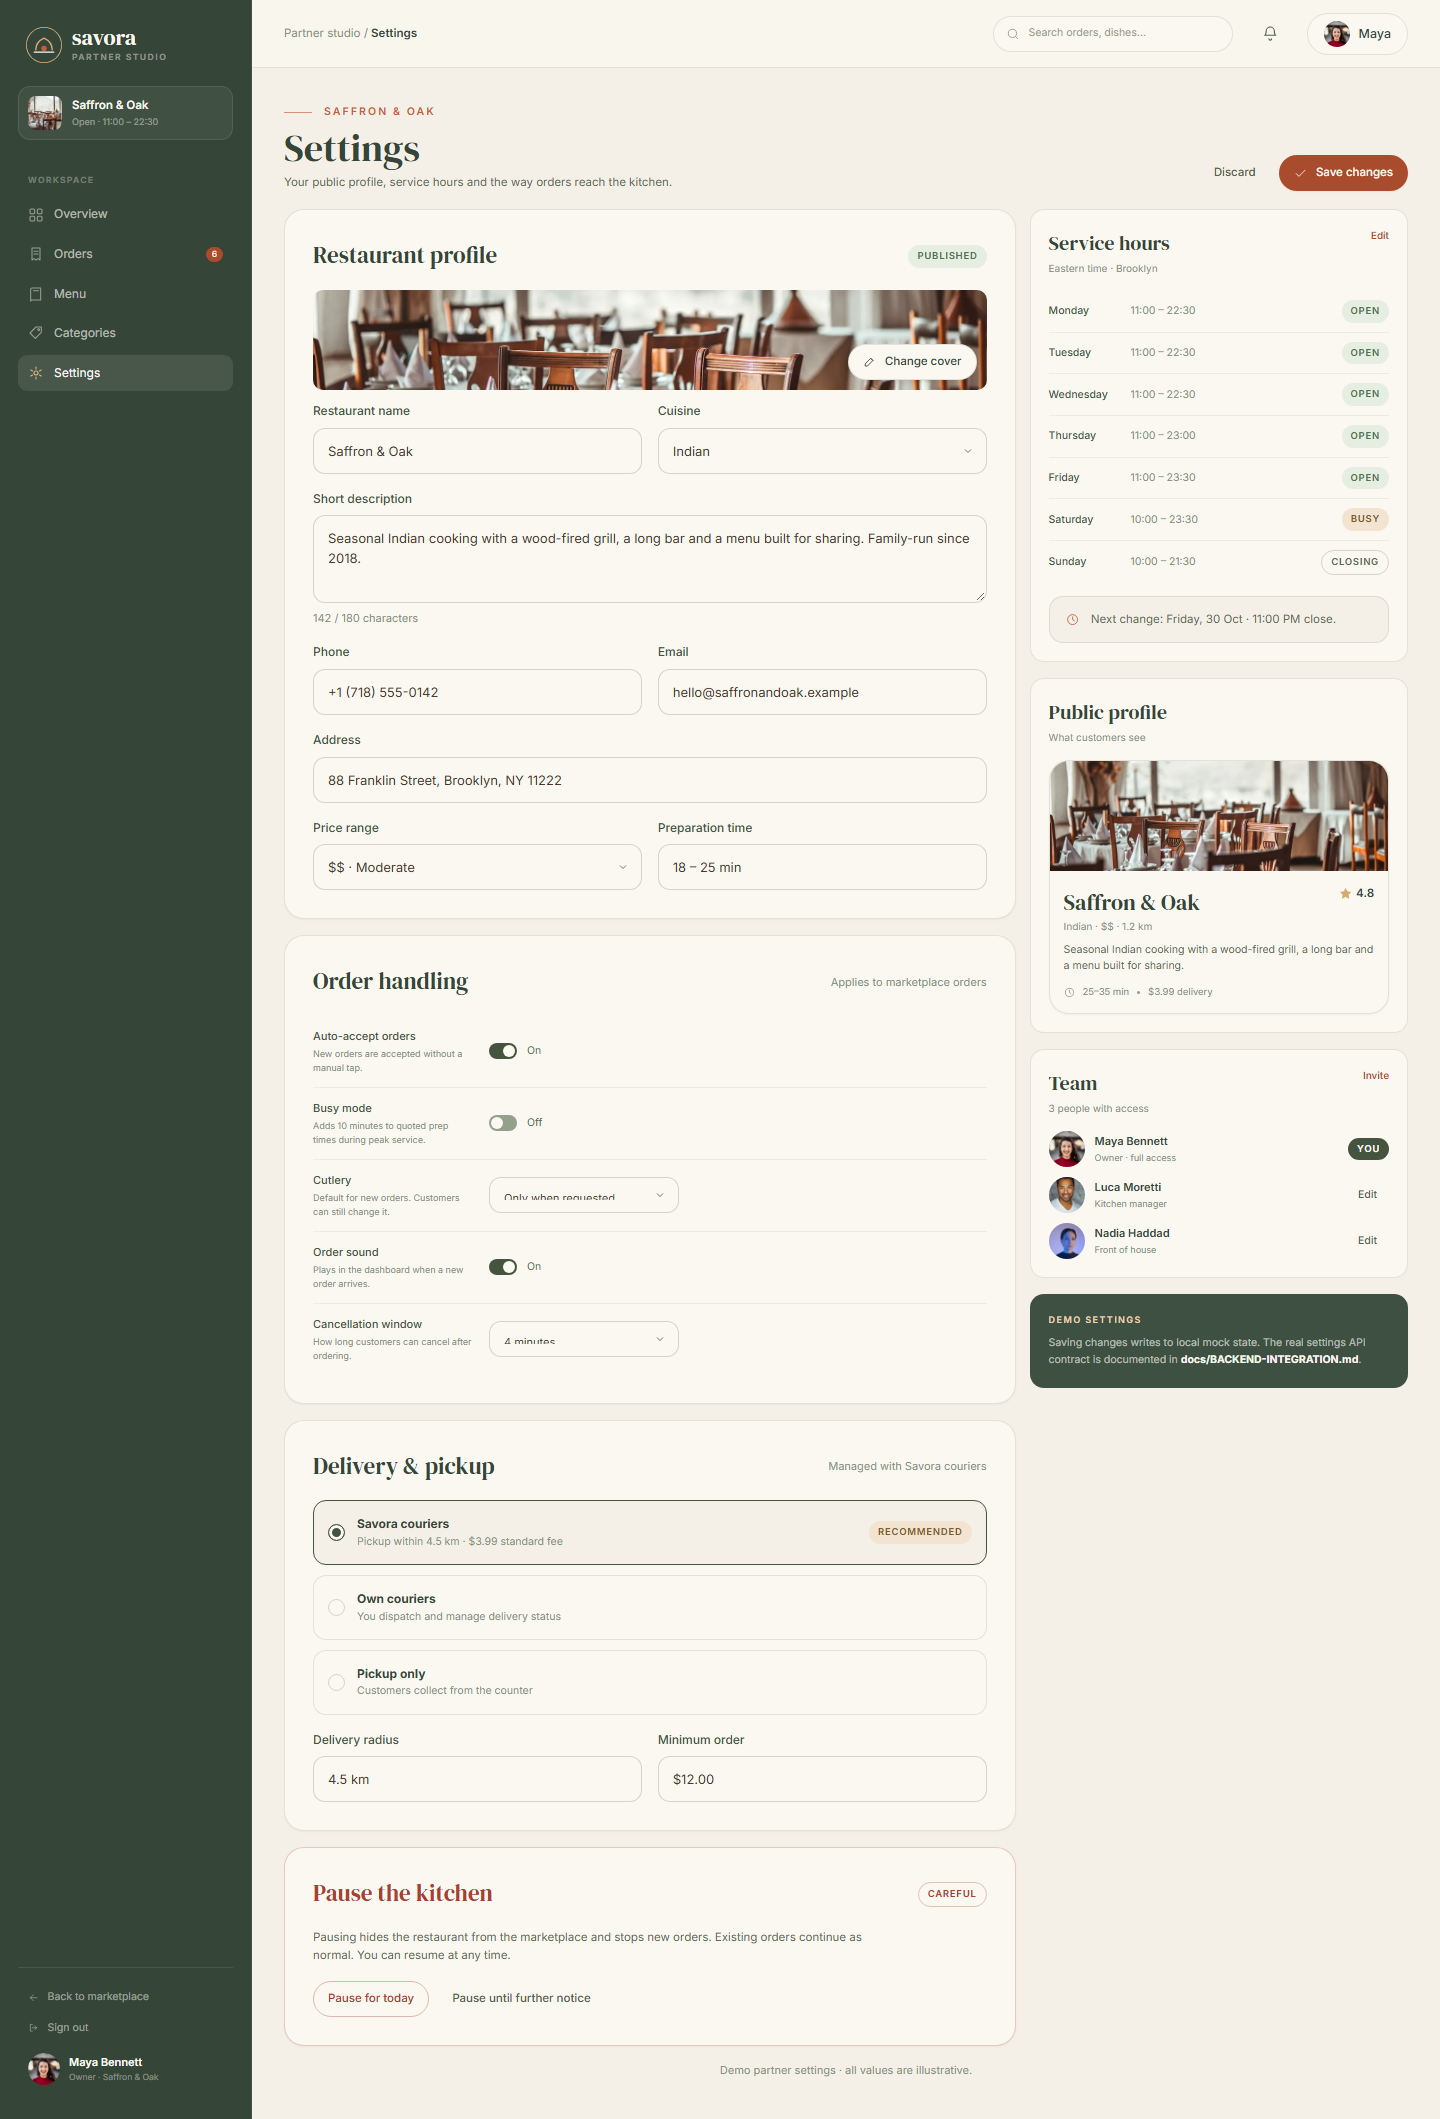 savora
PARTNER STUDIO
Saffron & Oak
Open · 11:00 – 22:30
WORKSPACE
Overview
Orders
6
Menu
Categories
Settings
Back to marketplace
Sign out
Maya Bennett
Owner · Saffron & Oak
Partner studio / Settings
Search orders, dishes...
Maya
SAFFRON & OAK
Settings
Your public profile, service hours and the way orders reach the kitchen.
Discard
Save changes
Restaurant profile
PUBLISHED
Change cover
Restaurant name
Cuisine
Saffron & Oak
Indian
Short description
Seasonal Indian cooking with a wood-fired grill, a long bar and a menu built for sharing. Family-run since
2018.
142 / 180 characters
Phone
Email
+1 (718) 555-0142
hello@saffronandoak.example
Address
88 Franklin Street, Brooklyn, NY 11222
Price range
Preparation time
$$ · Moderate
18 – 25 min
Order handling
Applies to marketplace orders
Auto-accept orders
New orders are accepted without a
manual tap.
On
Busy mode
Adds 10 minutes to quoted prep
times during peak service.
Off
Cutlery
Default for new orders. Customers
can still change it.
Only when requested
Order sound
Plays in the dashboard when a new
order arrives.
On
Cancellation window
How long customers can cancel after
ordering.
4 minutes
Delivery & pickup
Managed with Savora couriers
Savora couriers
Pickup within 4.5 km · $3.99 standard fee
RECOMMENDED
Own couriers
You dispatch and manage delivery status
Pickup only
Customers collect from the counter
Delivery radius
Minimum order
4.5 km
$12.00
Pause the kitchen
CAREFUL
Pausing hides the restaurant from the marketplace and stops new orders. Existing orders continue as
normal. You can resume at any time.
Pause for today
Pause until further notice
Demo partner settings · all values are illustrative.
Service hours
Edit
Eastern time · Brooklyn
Monday 11:00 – 22:30 OPEN
Tuesday 11:00 – 22:30 OPEN
Wednesday 11:00 – 22:30 OPEN
Thursday 11:00 – 23:00 OPEN
Friday 11:00 – 23:30 OPEN
Saturday 10:00 – 23:30 BUSY
Sunday 10:00 – 21:30 CLOSING
Next change: Friday, 30 Oct · 11:00 PM close.
Public profile
What customers see
Saffron & Oak
4.8
Indian · $$ · 1.2 km
Seasonal Indian cooking with a wood-fired grill, a long bar and
a menu built for sharing.
25–35 min • $3.99 delivery
Team
Invite
3 people with access
Maya Bennett
Owner · full access
YOU
Luca Moretti
Kitchen manager
Edit
Nadia Haddad
Front of house
Edit
DEMO SETTINGS
Saving changes writes to local mock state. The real settings API
contract is documented in docs/BACKEND-INTEGRATION.md.